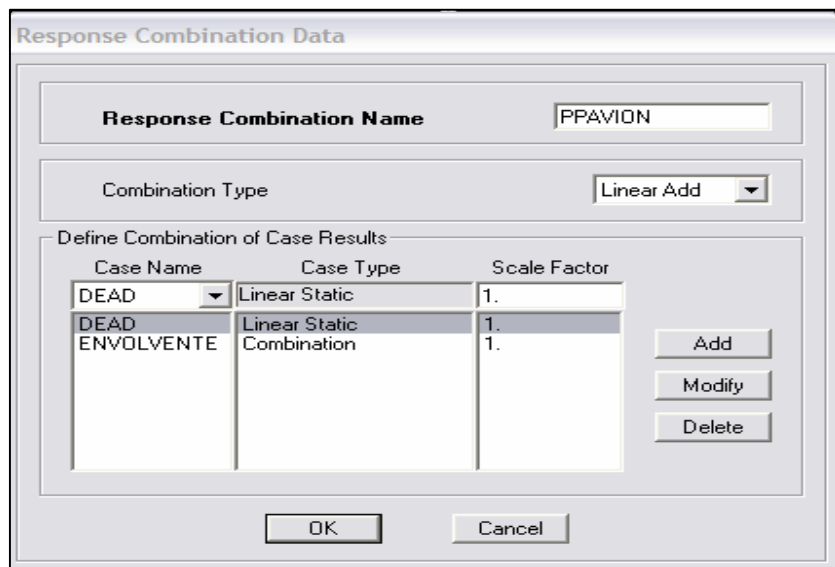 Response Combination Data
Response Combination Name PPAVION
Combination Type Linear Add
Define Combination of Case Results
Case Name Case Type Scale Factor
DEAD Linear Static 1.
DEAD Linear Static 1.
ENVOLVENTE Combination 1.
Add
Modify
Delete
OK Cancel